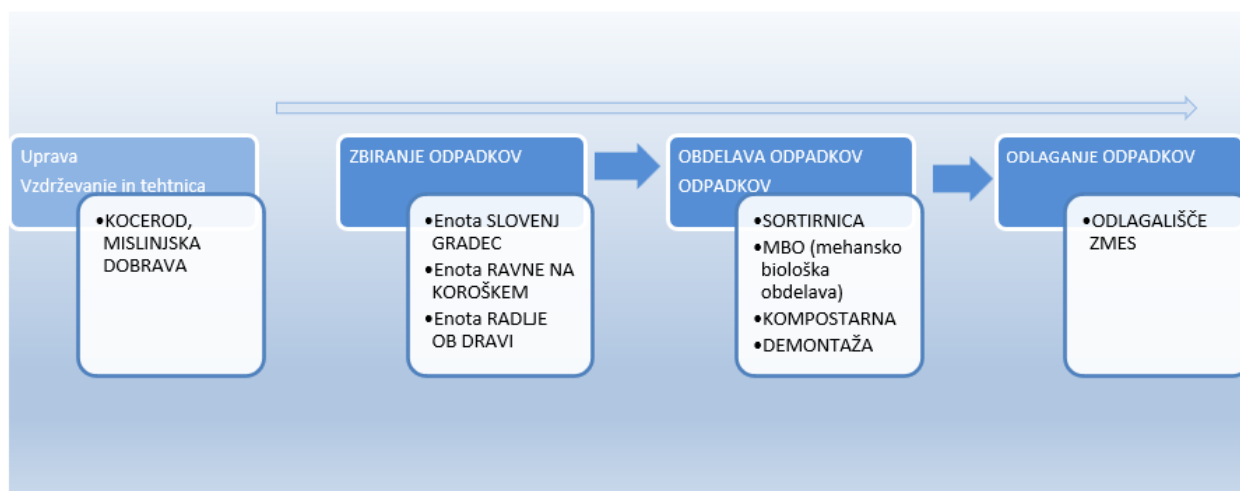 Uprava
Vzdrževanje in tehtnica
•KOCEROD,
MISLINJSKA
DOBRAVA
ZBIRANJE ODPADKOV
•Enota SLOVENJ
GRADEC
•Enota RAVNE NA
KOROŠKEM
•Enota RADLJE
OB DRAVI
OBDELAVA ODPADKOV
ODPADKOV
•SORTIRNICA
•MBO (mehansko
biološka
obdelava)
•KOMPOSTARNA
•DEMONTAŽA
ODLAGANJE ODPADKOV
•ODLAGALIŠČE
ZMES